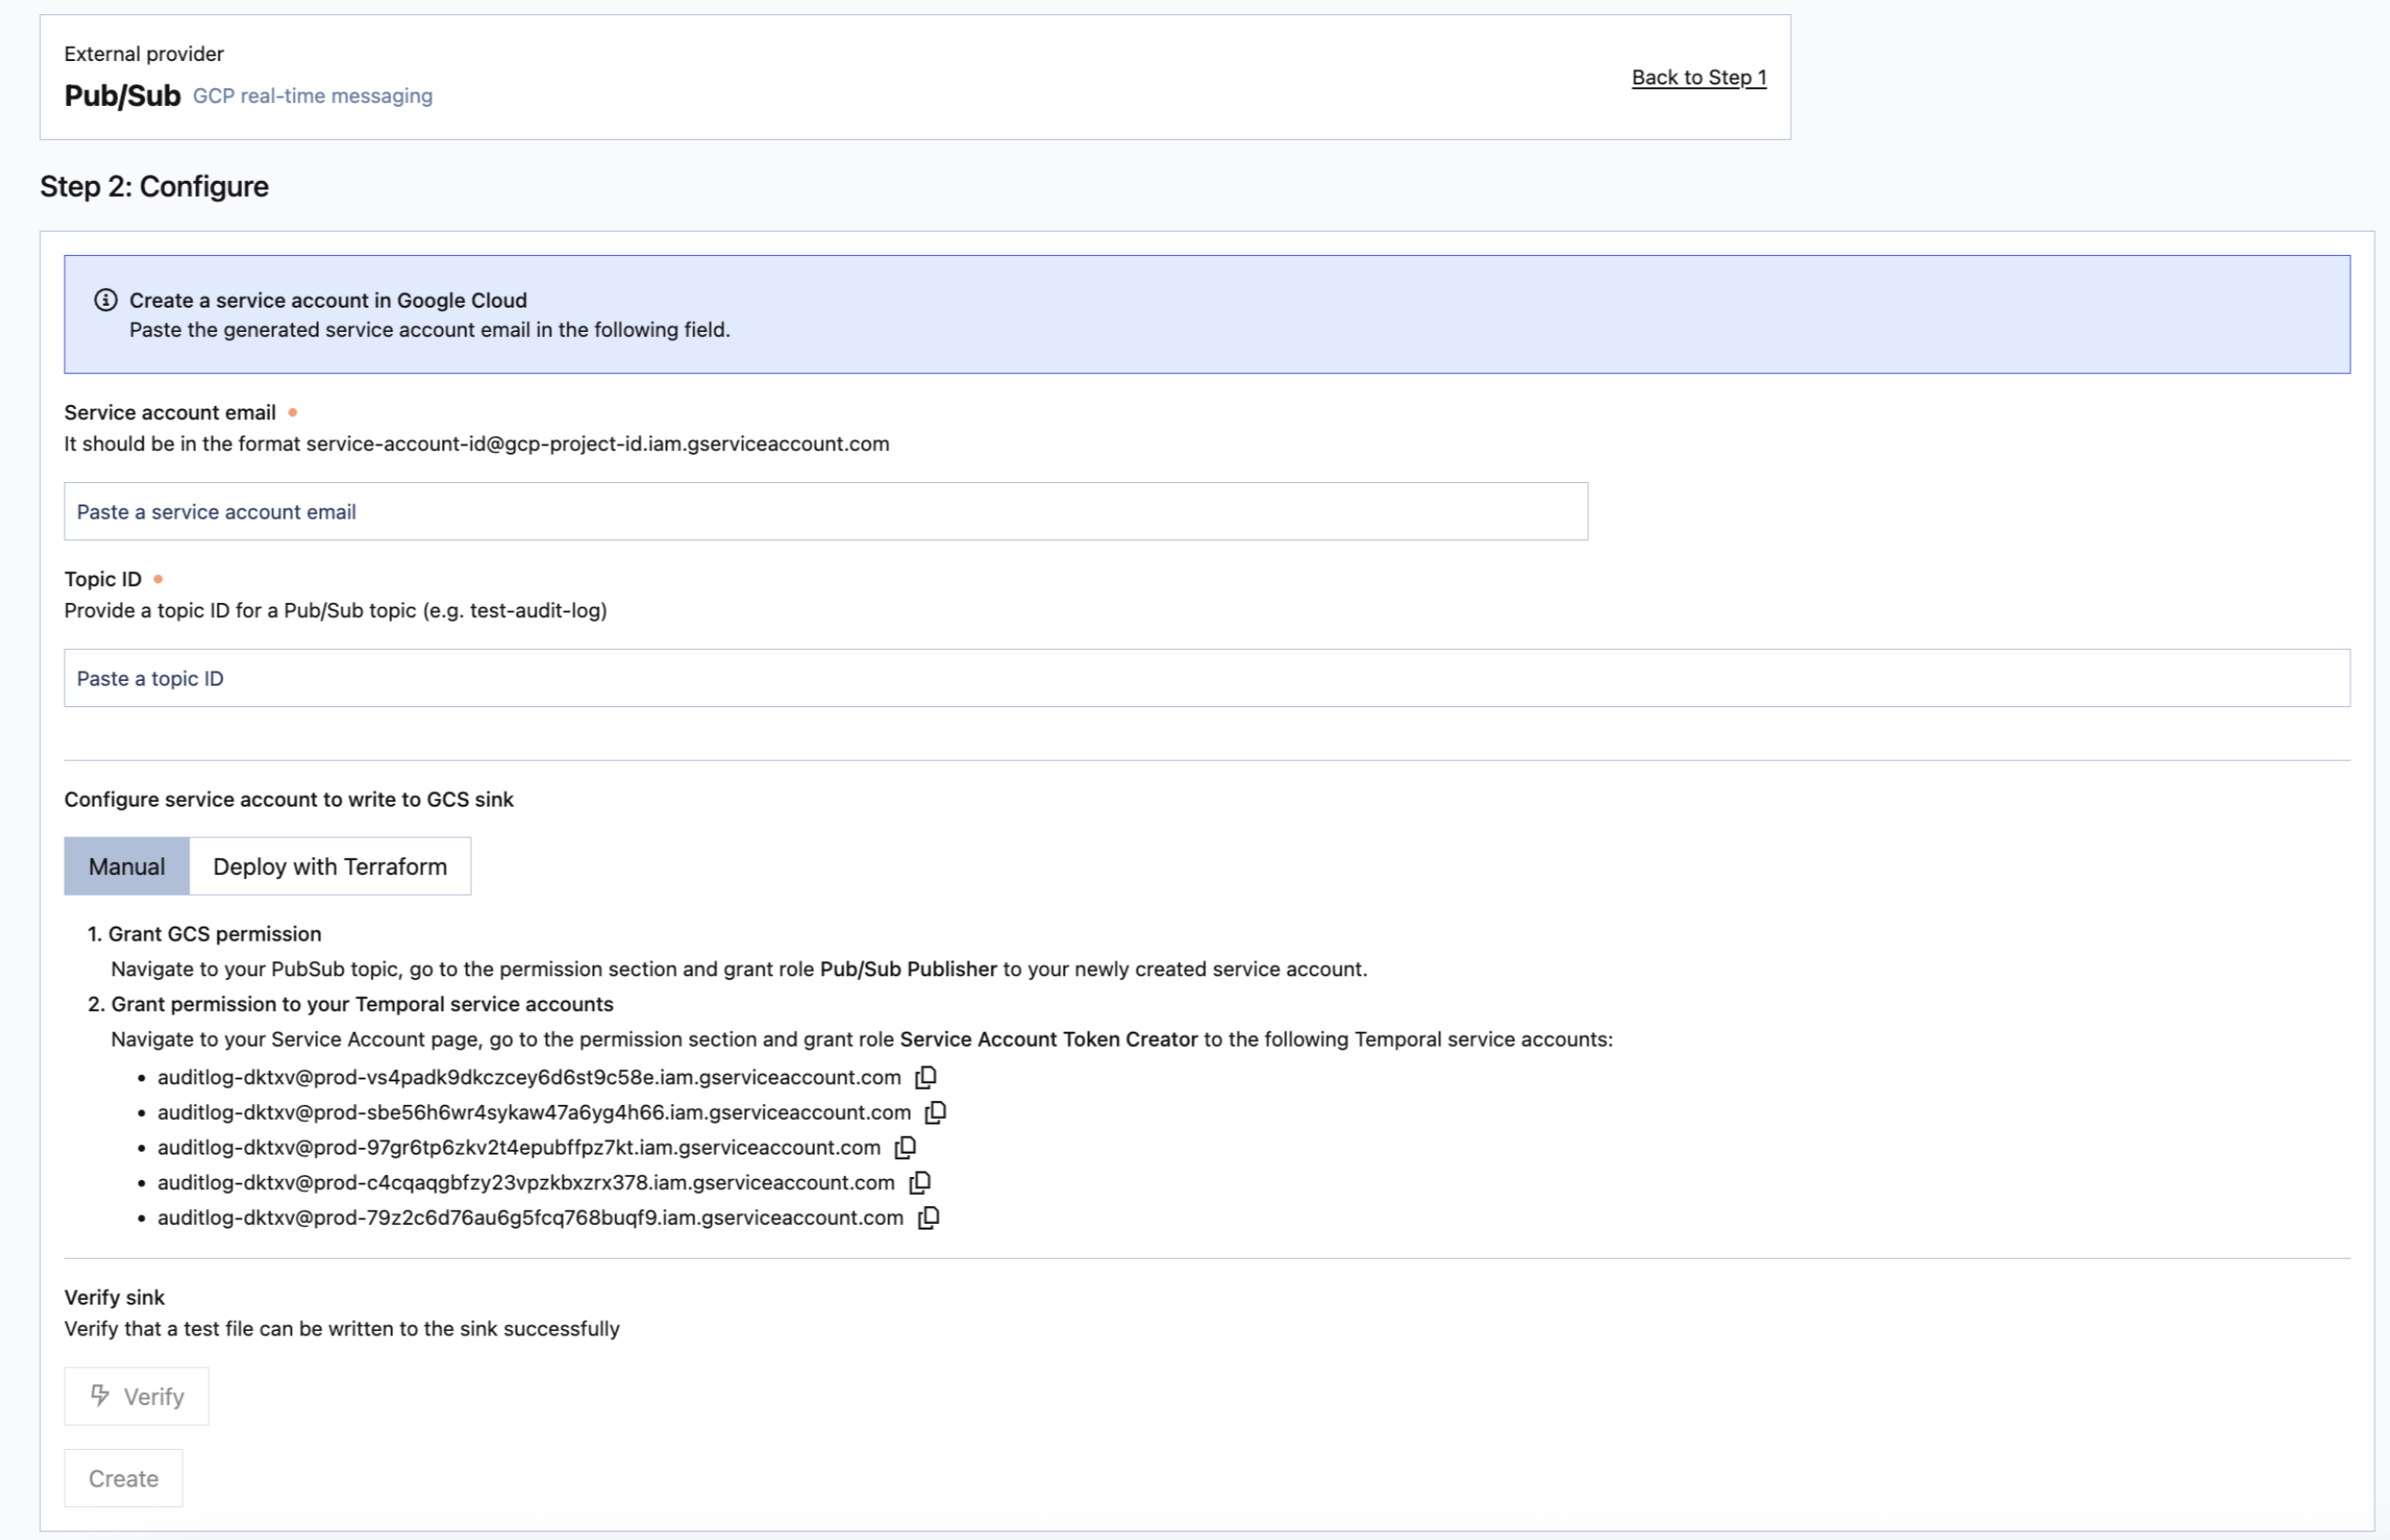 External provider
Pub/Sub GCP real-time messaging
Back to Step 1
Step 2: Configure
Create a service account in Google Cloud
Paste the generated service account email in the following field.
Service account email
It should be in the format service-account-id@gcp-project-id.iam.gserviceaccount.com
Paste a service account email
Topic ID
Provide a topic ID for a Pub/Sub topic (e.g. test-audit-log)
Paste a topic ID
Configure service account to write to GCS sink
Manual Deploy with Terraform
1. Grant GCS permission
Navigate to your PubSub topic, go to the permission section and grant role Pub/Sub Publisher to your newly created service account.
2. Grant permission to your Temporal service accounts
Navigate to your Service Account page, go to the permission section and grant role Service Account Token Creator to the following Temporal service accounts:
• auditlog-dktxv@prod-vs4padk9dkczcey6d6st9c58e.iam.gserviceaccount.com
• auditlog-dktxv@prod-sbe56h6wr4sykaw47a6yg4h66.iam.gserviceaccount.com
• auditlog-dktxv@prod-97gr6tp6zkv2t4epubffpz7kt.iam.gserviceaccount.com
• auditlog-dktxv@prod-c4cqaqgbfzy23vpzkbxzrx378.iam.gserviceaccount.com
• auditlog-dktxv@prod-79z2c6d76au6g5fcq768buqf9.iam.gserviceaccount.com
Verify sink
Verify that a test file can be written to the sink successfully
Verify
Create